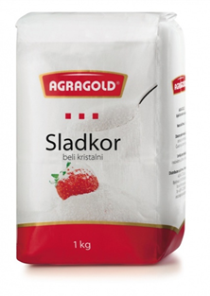 AGRAGOLD®
Sladkor
beli kristalni
1 kg